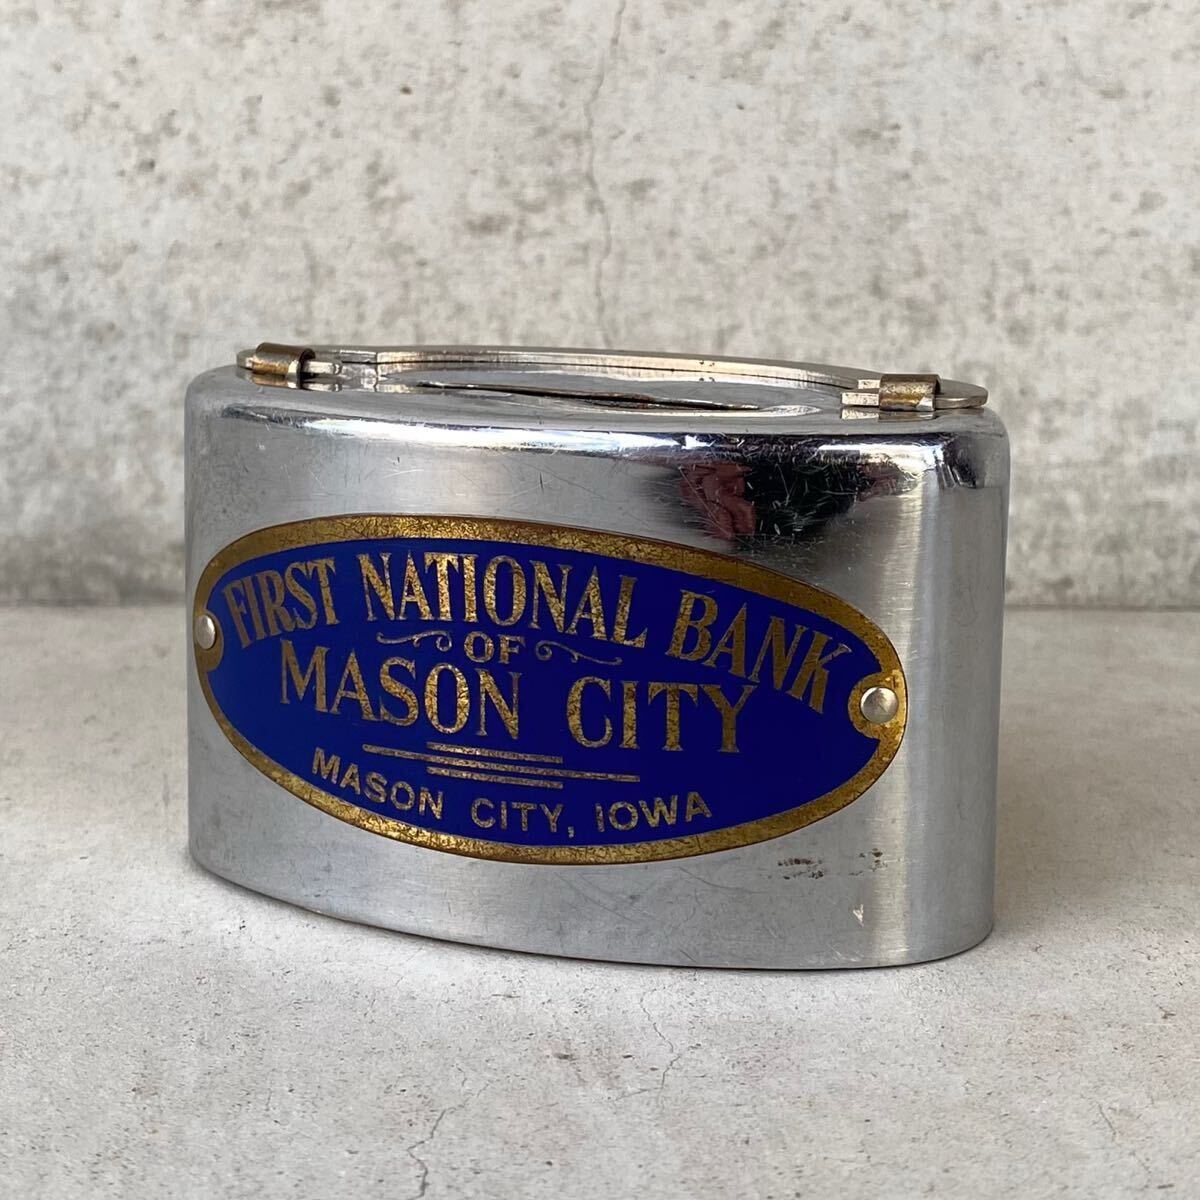 FIRST NATIONAL BANK
OF
MASON CITY
MASON CITY, IOWA